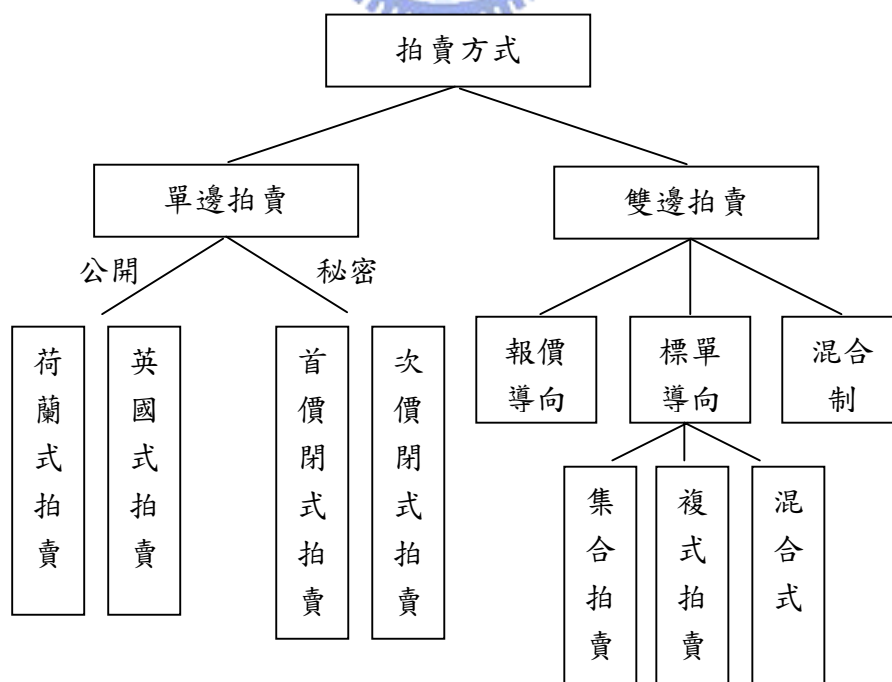 拍賣方式
單邊拍賣
雙邊拍賣
公開
秘密
荷蘭式拍賣
英國式拍賣
首價閉式拍賣
次價閉式拍賣
報價
導向
標單
導向
混合
制
集合拍賣
複式拍賣
混合式